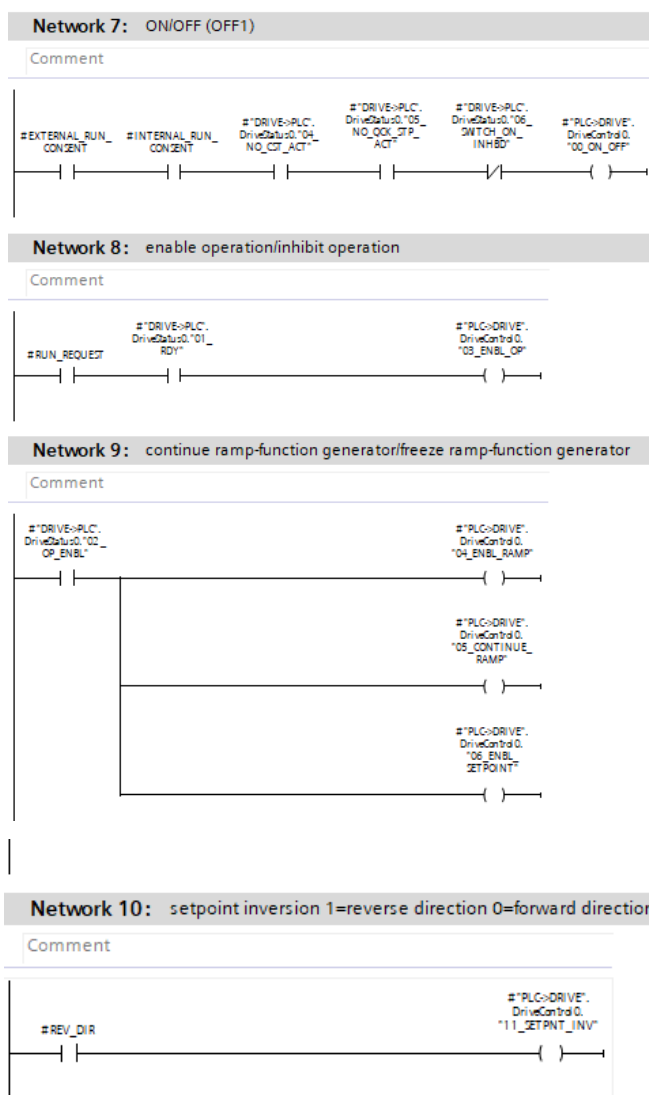 Network 7: ON/OFF (OFF1)
Comment
#EXTERNAL_RUN_
CONSENT
#INTERNAL_RUN_
CONSENT
#"DRIVE->PLC".
DriveStatus0."04_
NO_CST_ACT"
#"DRIVE->PLC".
DriveStatus0."05_
NO_QCK_STP_
ACT"
#"DRIVE->PLC".
DriveStatus0."06_
SWITCH_ON_
INHBD"
#"PLC->DRIVE".
DriveControl0.
"00_ON_OFF"
Network 8: enable operation/inhibit operation
Comment
#RUN_REQUEST
#"DRIVE->PLC".
DriveStatus0."01_
RDY"
#"PLC->DRIVE".
DriveControl0.
"03_ENBL_OP"
Network 9: continue ramp-function generator/freeze ramp-function generator
Comment
#"DRIVE->PLC".
DriveStatus0."02_
OP_ENBL"
#"PLC->DRIVE".
DriveControl0.
"04_ENBL_RAMP"
#"PLC->DRIVE".
DriveControl0.
"05_CONTINUE_
RAMP"
#"PLC->DRIVE".
DriveControl0.
"06_ENBL_
SETPOINT"
Network 10: setpoint inversion 1=reverse direction 0=forward direction
Comment
#REV_DIR
#"PLC->DRIVE".
DriveControl0.
"11_SETPNT_INV"